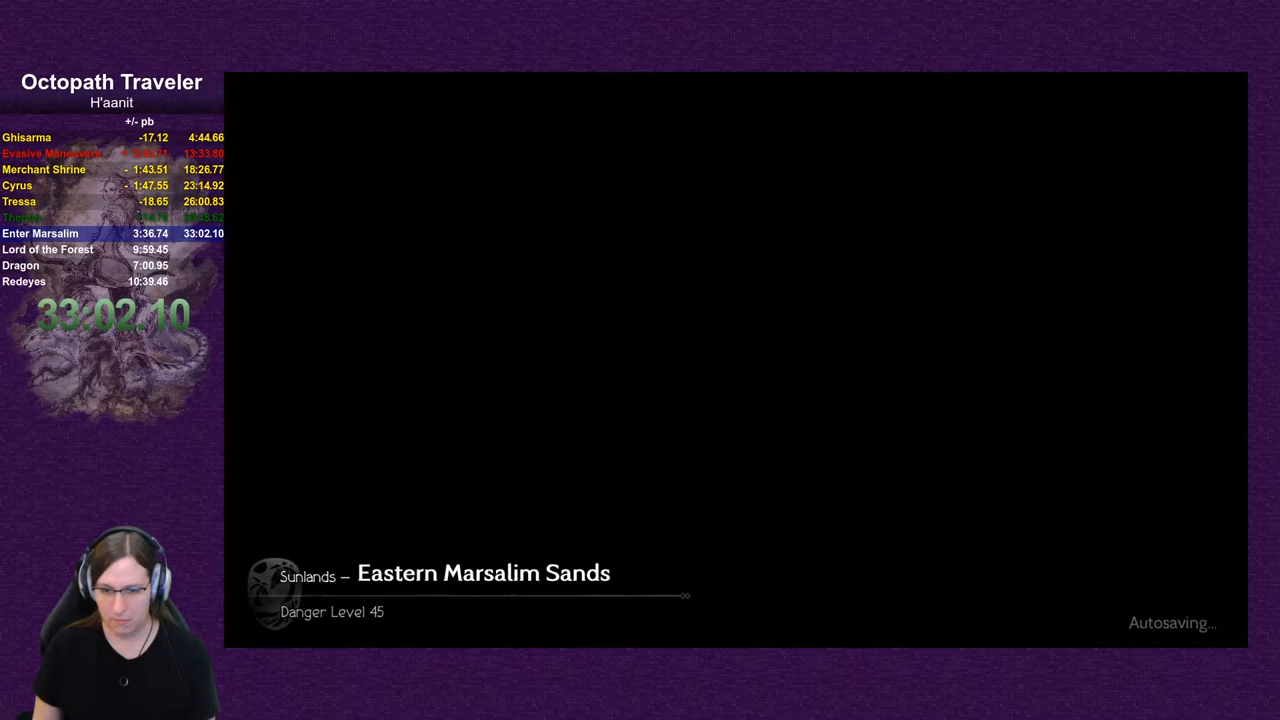 Octopath Traveler
H'aanit
+/- pb
Ghisarma -17.12 4:44.66
Evasive Maneuvers 13:33.80
Merchant Shrine - 1:43.51 18:26.77
Cyrus - 1:47.55 23:14.92
Tressa -18.65 26:00.83
Enter Marsalim 3:36.74 33:02.10
Lord of the Forest 9:59.45
Dragon 7:00.95
Redeyes 10:39.46
33:02.10
Sunlands – Eastern Marsalim Sands
Danger Level 45
Autosaving...